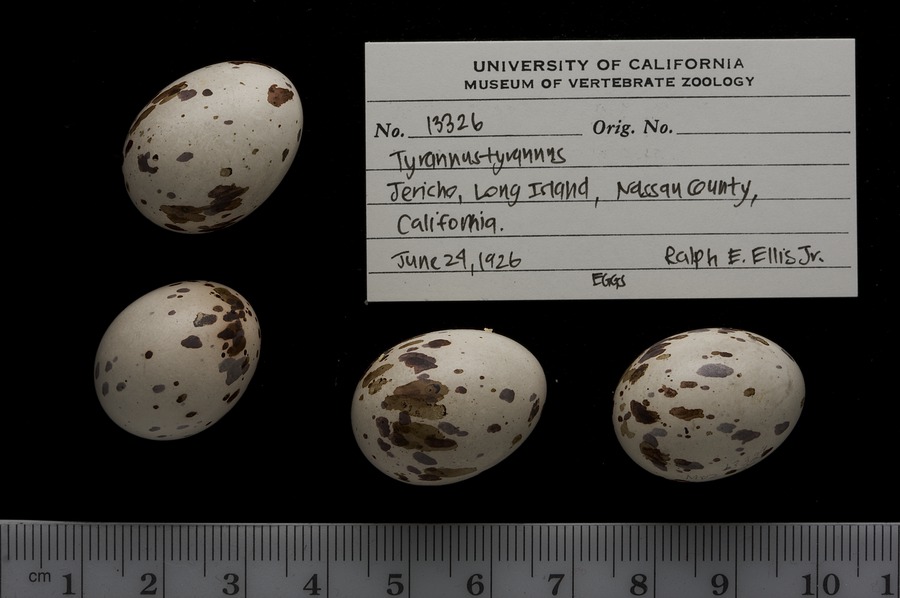 UNIVERSITY OF CALIFORNIA
MUSEUM OF VERTEBRATE ZOOLOGY
No. 13326 Orig. No.
Tyrannus tyrannus
Jericho, Long Island, Nassau County,
California.
June 24, 1926 Ralph E. Ellis Jr.
EGGS
cm 1 2 3 4 5 6 7 8 9 10 1